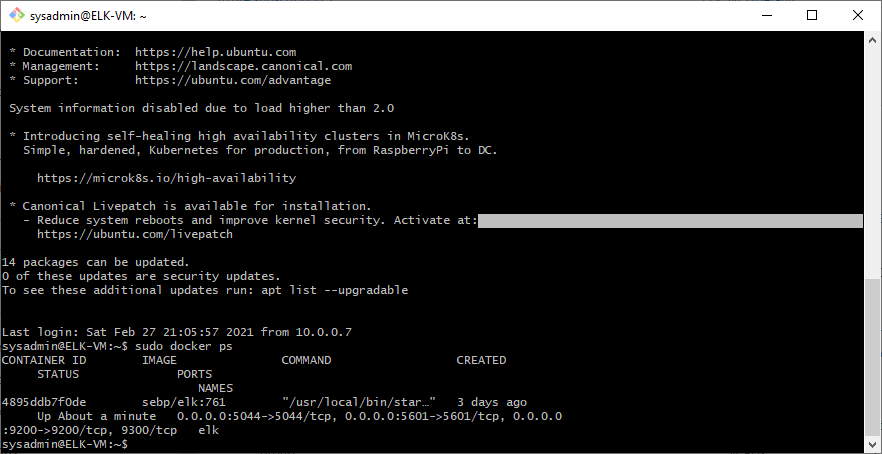 sysadmin@ELK-VM: ~
* Documentation:  https://help.ubuntu.com
* Management:     https://landscape.canonical.com
* Support:        https://ubuntu.com/advantage
System information disabled due to load higher than 2.0
* Introducing self-healing high availability clusters in MicroK8s.
Simple, hardened, Kubernetes for production, from RaspberryPi to DC.
https://microk8s.io/high-availability
* Canonical Livepatch is available for installation.
- Reduce system reboots and improve kernel security. Activate at:
https://ubuntu.com/livepatch
14 packages can be updated.
0 of these updates are security updates.
To see these additional updates run: apt list --upgradable
Last login: Sat Feb 27 21:05:57 2021 from 10.0.0.7
sysadmin@ELK-VM:~$ sudo docker ps
CONTAINER ID        IMAGE               COMMAND                  CREATED
STATUS              PORTS
NAMES
4895ddb7f0de        sebp/elk:761        "/usr/local/bin/star…"   3 days ago
Up About a minute   0.0.0.0:5044->5044/tcp, 0.0.0.0:5601->5601/tcp, 0.0.0.0
:9200->9200/tcp, 9300/tcp   elk
sysadmin@ELK-VM:~$